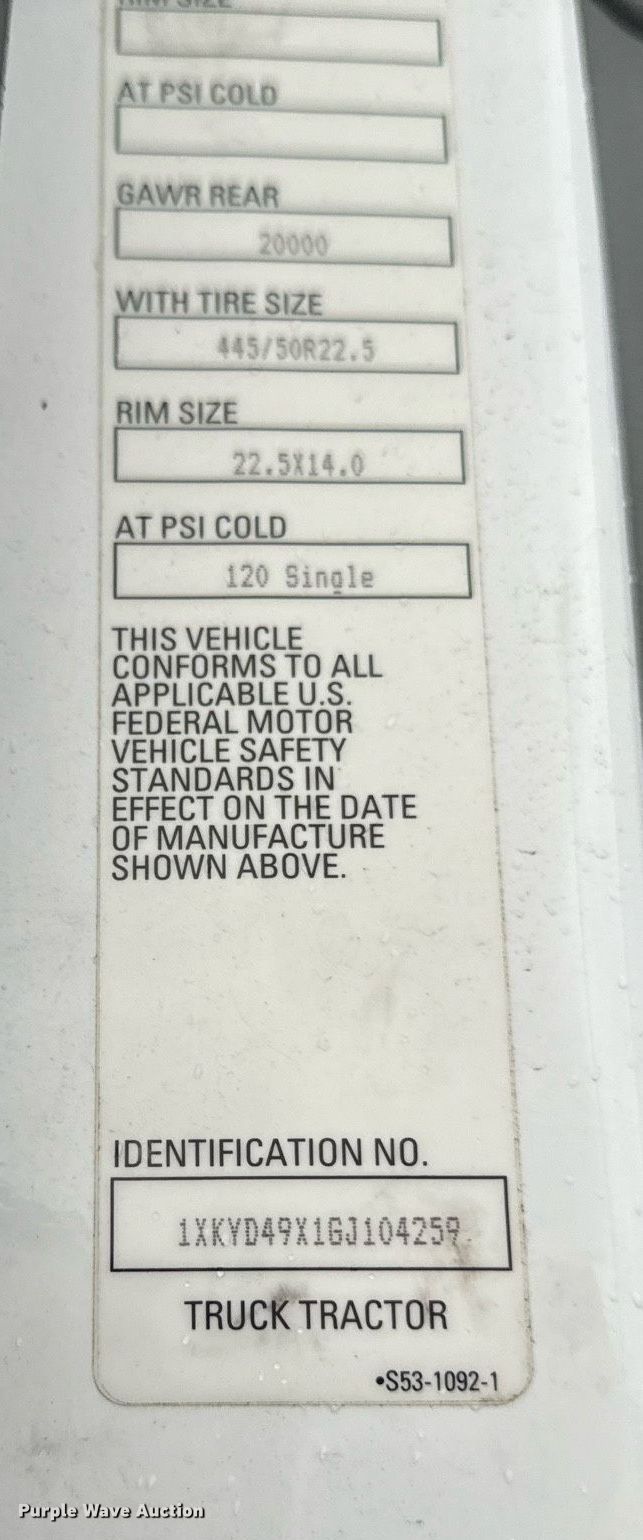 RIM SIZE
AT PSI COLD
GAWR REAR
20000
WITH TIRE SIZE
445/50R22.5
RIM SIZE
22.5X14.0
AT PSI COLD
120 Single
THIS VEHICLE
CONFORMS TO ALL
APPLICABLE U.S.
FEDERAL MOTOR
VEHICLE SAFETY
STANDARDS IN
EFFECT ON THE DATE
OF MANUFACTURE
SHOWN ABOVE.
IDENTIFICATION NO.
1XKYD49X1GJ104259
TRUCK TRACTOR
•S53-1092-1
Purple Wave Auction